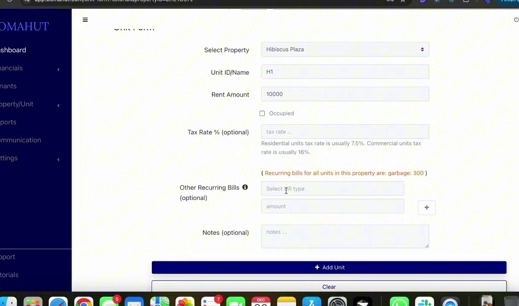 OMAHUT
shboard
ancials
nants
operty/Unit
ports
mmunication
ttings
pport
torials
Unit Form
Select Property
Hibiscus Plaza
Unit ID/Name
H1
Rent Amount
10000
Occupied
Tax Rate % (optional)
tax rate ...
Residential units tax rate is usually 7.5%. Commercial units tax
rate is usually 16%.
( Recurring bills for all units in this property are: garbage: 300 )
Other Recurring Bills
(optional)
Select bill type
amount
+
Notes (optional)
notes ...
+ Add Unit
Clear